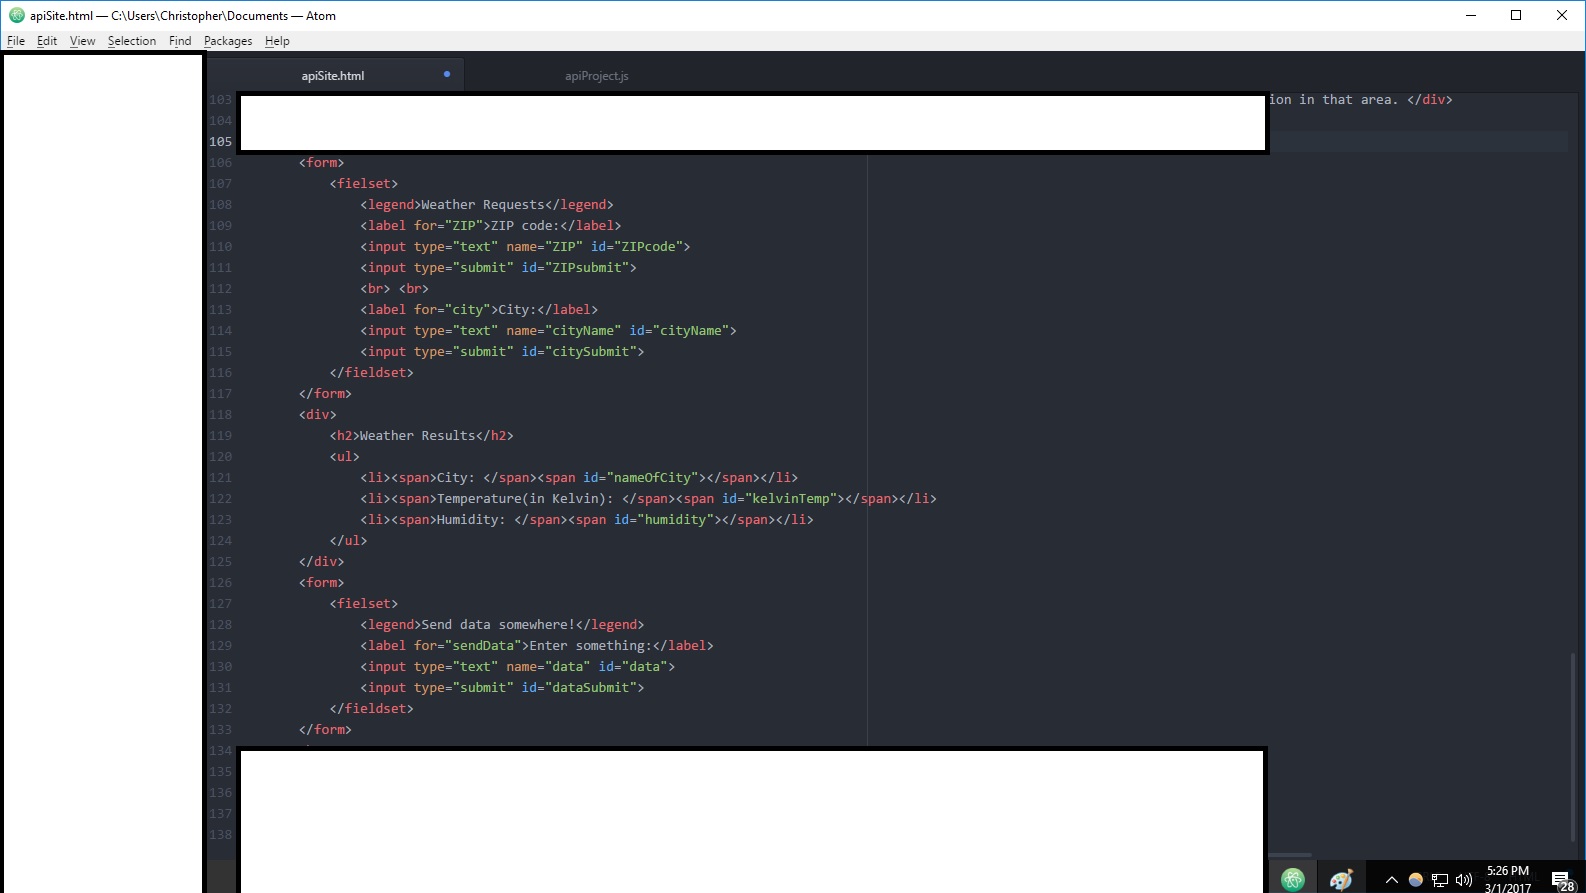 apiSite.html — C:\Users\Christopher\Documents — Atom
File Edit View Selection Find Packages Help
apiSite.html apiProject.js
103 ion in that area. </div>
104
105
106 <form>
107 <fielset>
108 <legend>Weather Requests</legend>
109 <label for="ZIP">ZIP code:</label>
110 <input type="text" name="ZIP" id="ZIPcode">
111 <input type="submit" id="ZIPsubmit">
112 <br> <br>
113 <label for="city">City:</label>
114 <input type="text" name="cityName" id="cityName">
115 <input type="submit" id="citySubmit">
116 </fieldset>
117 </form>
118 <div>
119 <h2>Weather Results</h2>
120 <ul>
121 <li><span>City: </span><span id="nameOfCity"></span></li>
122 <li><span>Temperature(in Kelvin): </span><span id="kelvinTemp"></span></li>
123 <li><span>Humidity: </span><span id="humidity"></span></li>
124 </ul>
125 </div>
126 <form>
127 <fielset>
128 <legend>Send data somewhere!</legend>
129 <label for="sendData">Enter something:</label>
130 <input type="text" name="data" id="data">
131 <input type="submit" id="dataSubmit">
132 </fieldset>
133 </form>
134
135
136
137
138
5:26 PM
3/1/2017
28